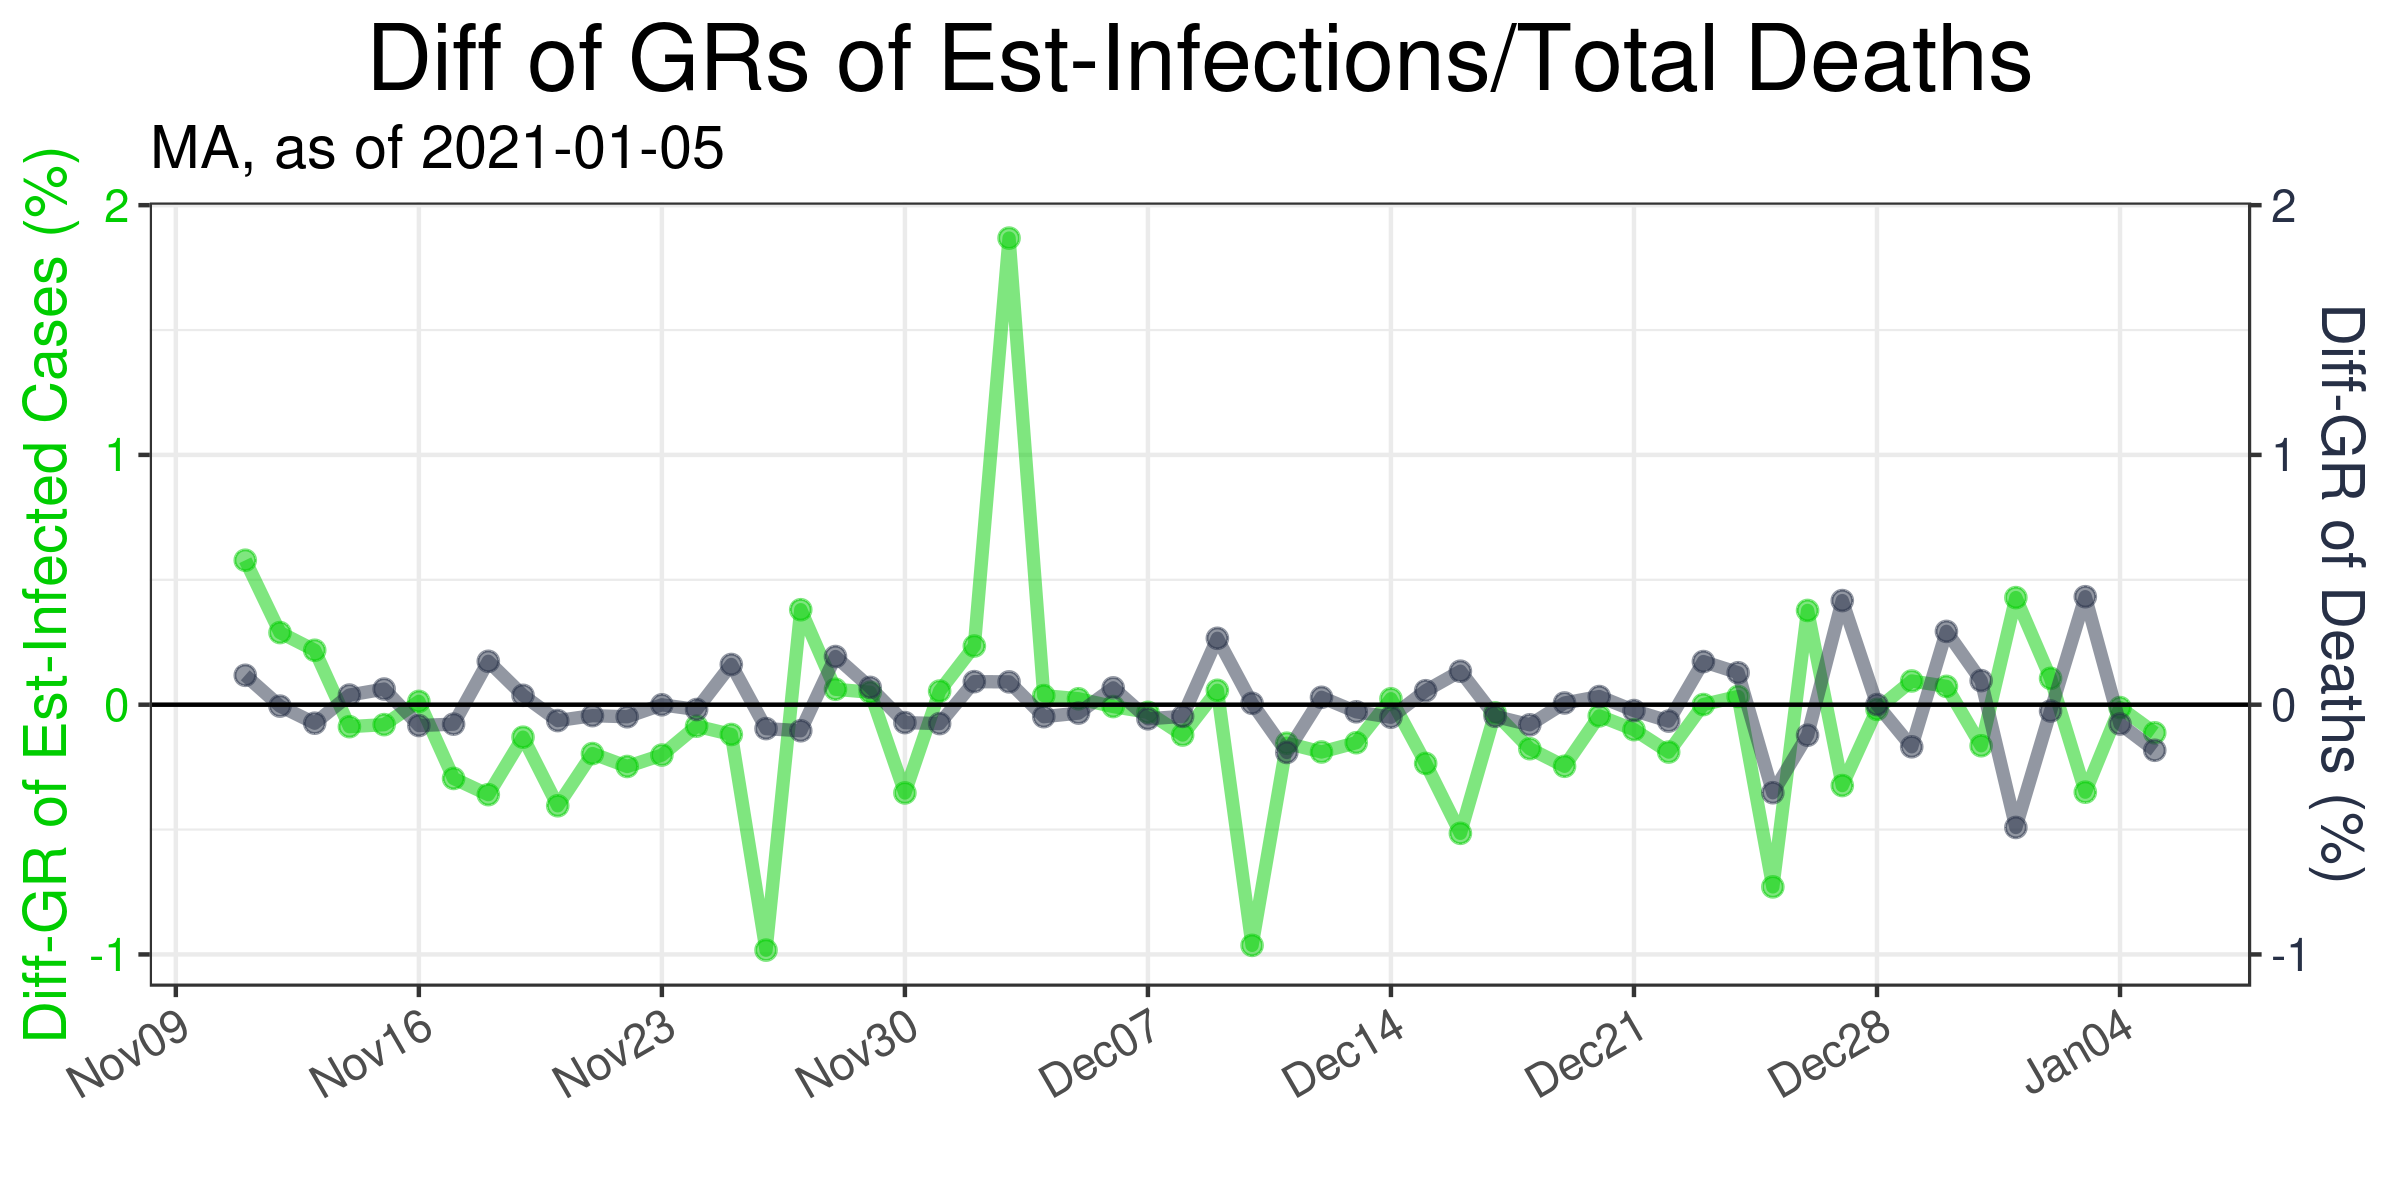 Diff of GRs of Est-Infections/Total Deaths
MA, as of 2021-01-05
Diff-GR of Est-Infected Cases (%)
2
1
0
-1
2
1
0
-1
Diff-GR of Deaths (%)
Nov09
Nov16
Nov23
Nov30
Dec07
Dec14
Dec21
Dec28
Jan04